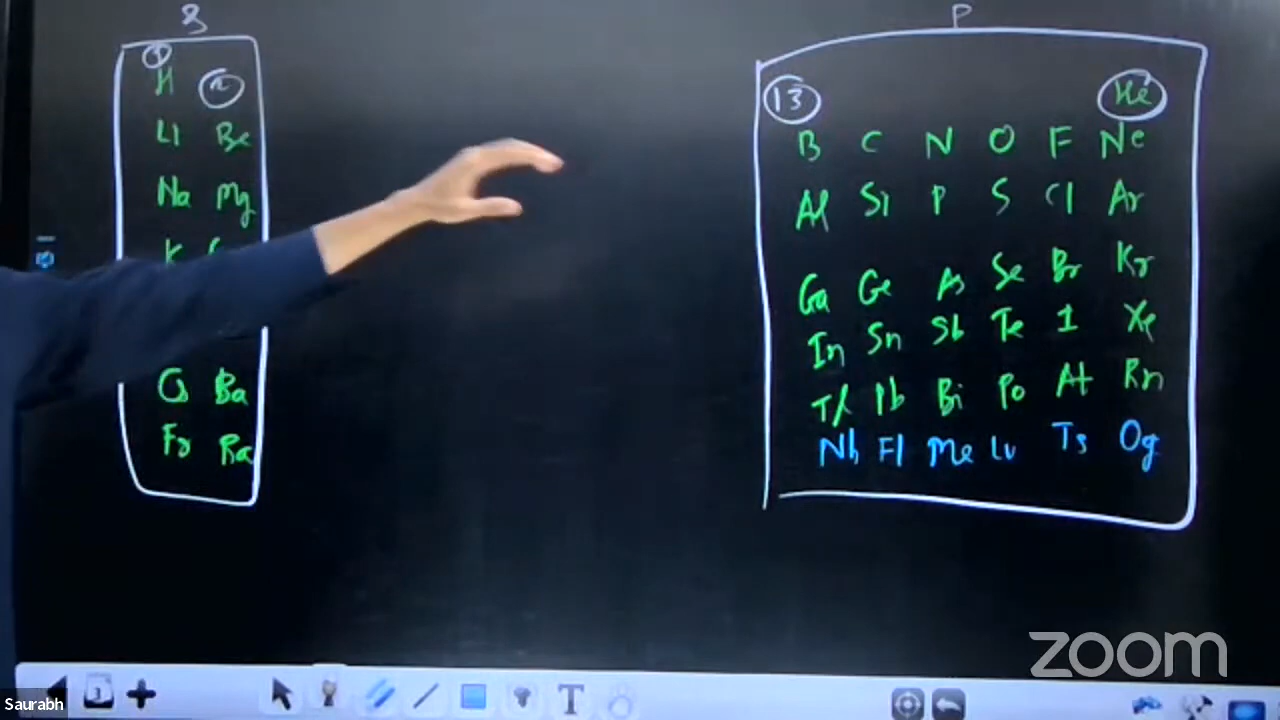 S
P
1
H
2
13
He
Li Be
B C N O F Ne
Na Mg
Al Si P S Cl Ar
K
Ga Ge As Se Br Kr
In Sn Sb Te I Xe
Cs Ba
Tl Pb Bi Po At Rn
Fr Ra
Nh Fl Mc Lv Ts Og
zoom
Saurabh
3
T